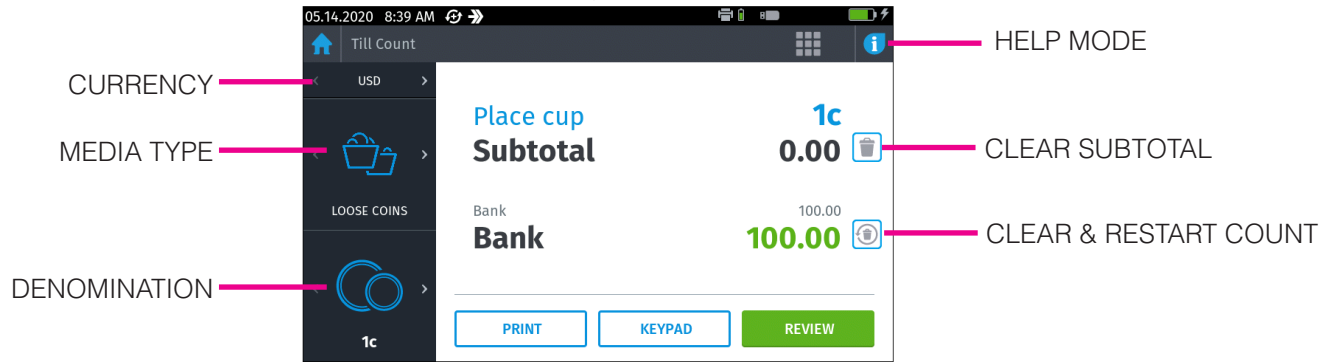 05.14.2020 8:39 AM
Till Count
HELP MODE
CURRENCY
USD
Place cup 1c
Subtotal 0.00
CLEAR SUBTOTAL
MEDIA TYPE
LOOSE COINS
Bank 100.00
Bank 100.00
CLEAR & RESTART COUNT
DENOMINATION
1c
PRINT
KEYPAD
REVIEW